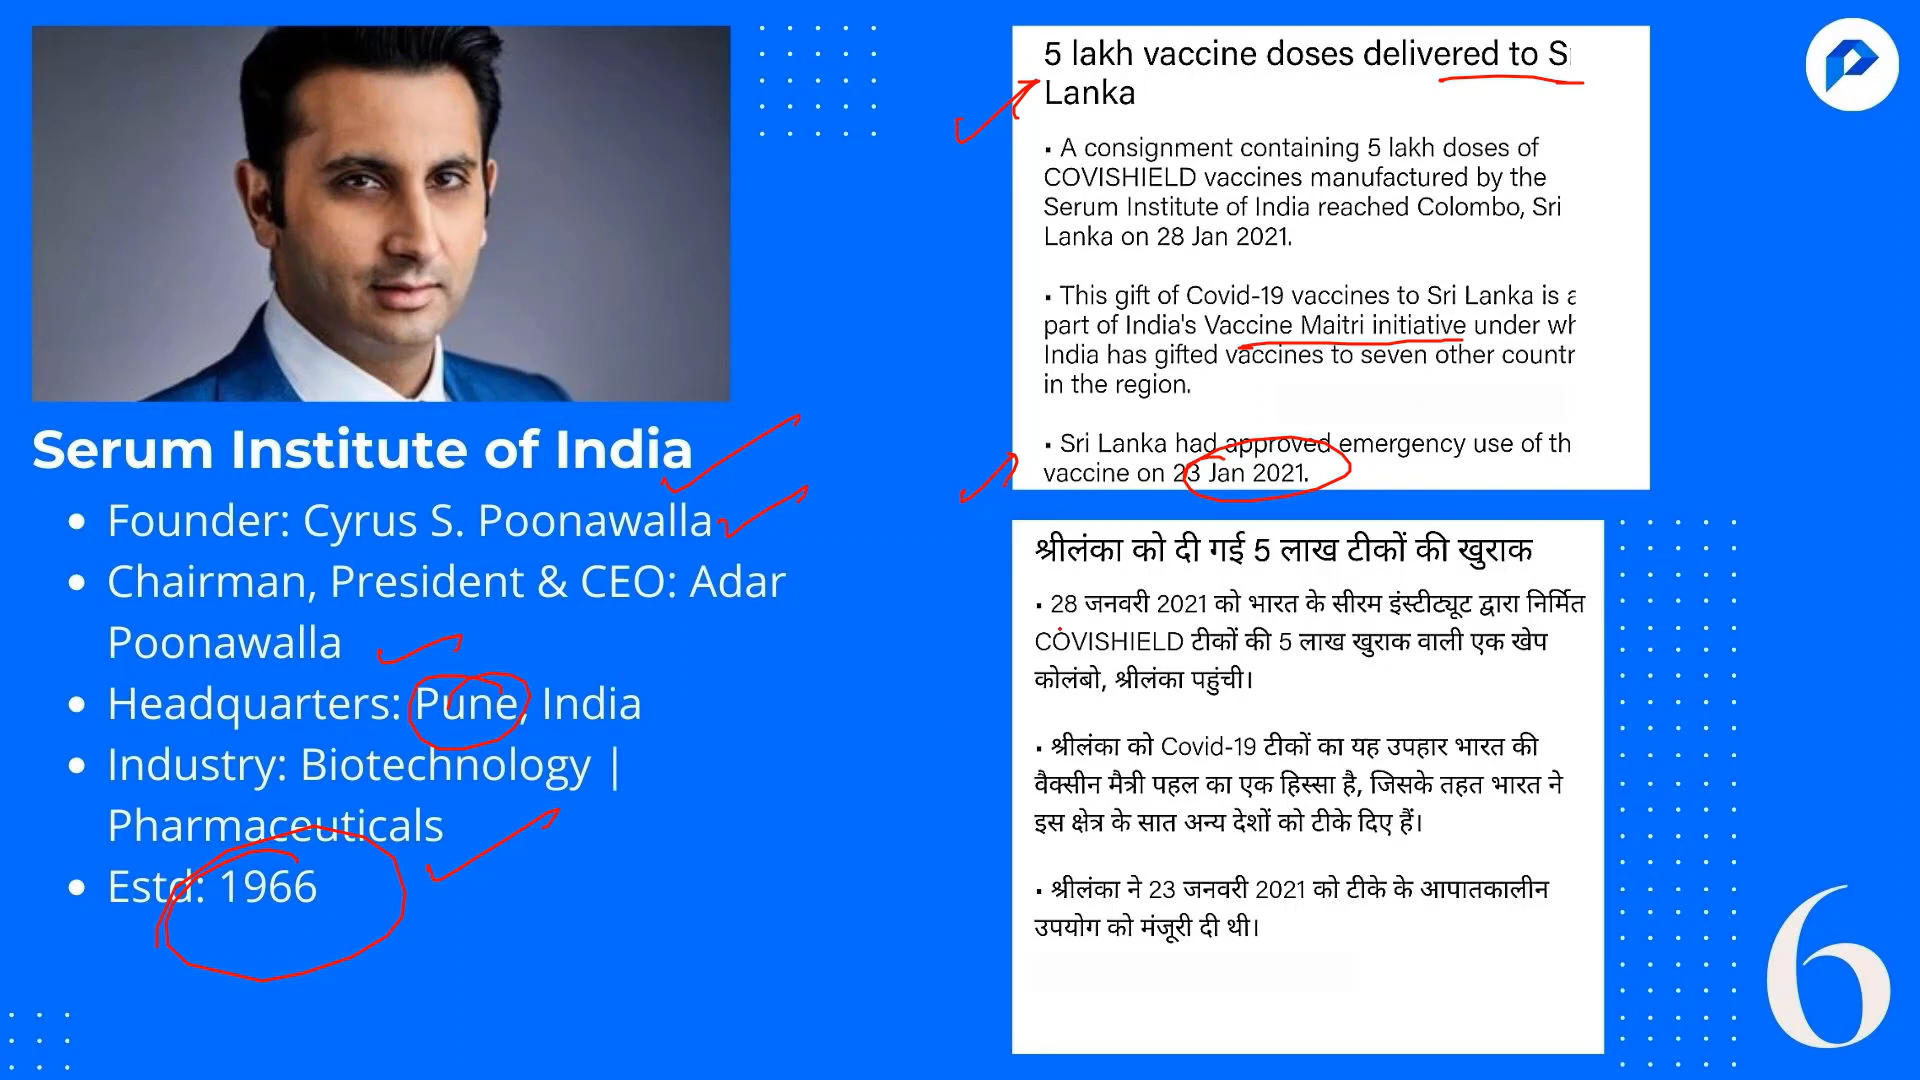 Serum Institute of India
• Founder: Cyrus S. Poonawalla
• Chairman, President & CEO: Adar
Poonawalla
• Headquarters: Pune, India
• Industry: Biotechnology |
Pharmaceuticals
• Estd: 1966
5 lakh vaccine doses delivered to S
Lanka
▪ A consignment containing 5 lakh doses of
COVISHIELD vaccines manufactured by the
Serum Institute of India reached Colombo, Sri
Lanka on 28 Jan 2021.
▪ This gift of Covid-19 vaccines to Sri Lanka is a
part of India's Vaccine Maitri initiative under wh
India has gifted vaccines to seven other countr
in the region.
▪ Sri Lanka had approved emergency use of th
vaccine on 23 Jan 2021.
श्रीलंका को दी गई 5 लाख टीकों की खुराक
▪ 28 जनवरी 2021 को भारत के सीरम इंस्टीट्यूट द्वारा निर्मित
COVISHIELD टीकों की 5 लाख खुराक वाली एक खेप
कोलंबो, श्रीलंका पहुंची।
▪ श्रीलंका को Covid-19 टीकों का यह उपहार भारत की
वैक्सीन मैत्री पहल का एक हिस्सा है, जिसके तहत भारत ने
इस क्षेत्र के सात अन्य देशों को टीके दिए हैं।
▪ श्रीलंका ने 23 जनवरी 2021 को टीके के आपातकालीन
उपयोग को मंजूरी दी थी।
6